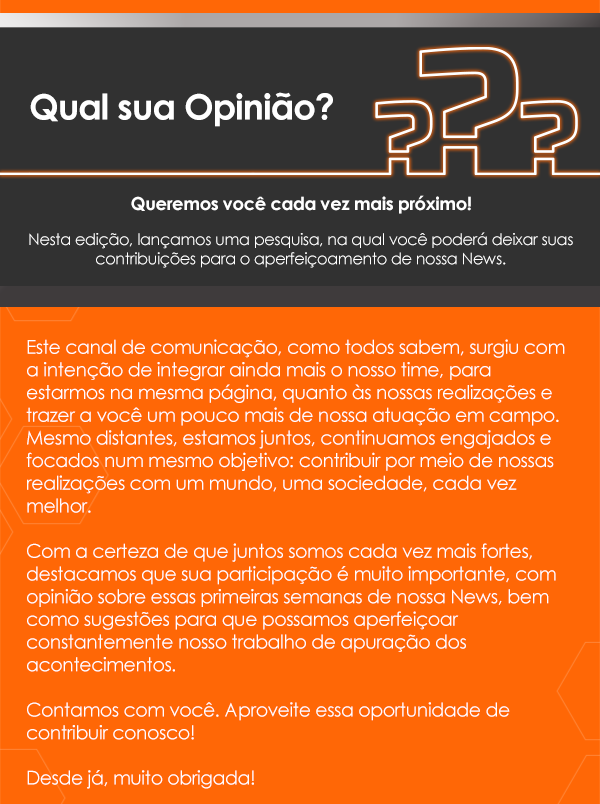 Qual sua Opinião?
???
Queremos você cada vez mais próximo!
Nesta edição, lançamos uma pesquisa, na qual você poderá deixar suas
contribuições para o aperfeiçoamento de nossa News.
Este canal de comunicação, como todos sabem, surgiu com
a intenção de integrar ainda mais o nosso time, para
estarmos na mesma página, quanto às nossas realizações e
trazer a você um pouco mais de nossa atuação em campo.
Mesmo distantes, estamos juntos, continuamos engajados e
focados num mesmo objetivo: contribuir por meio de nossas
realizações com um mundo, uma sociedade, cada vez
melhor.
Com a certeza de que juntos somos cada vez mais fortes,
destacamos que sua participação é muito importante, com
opinião sobre essas primeiras semanas de nossa News, bem
como sugestões para que possamos aperfeiçoar
constantemente nosso trabalho de apuração dos
acontecimentos.
Contamos com você. Aproveite essa oportunidade de
contribuir conosco!
Desde já, muito obrigada!